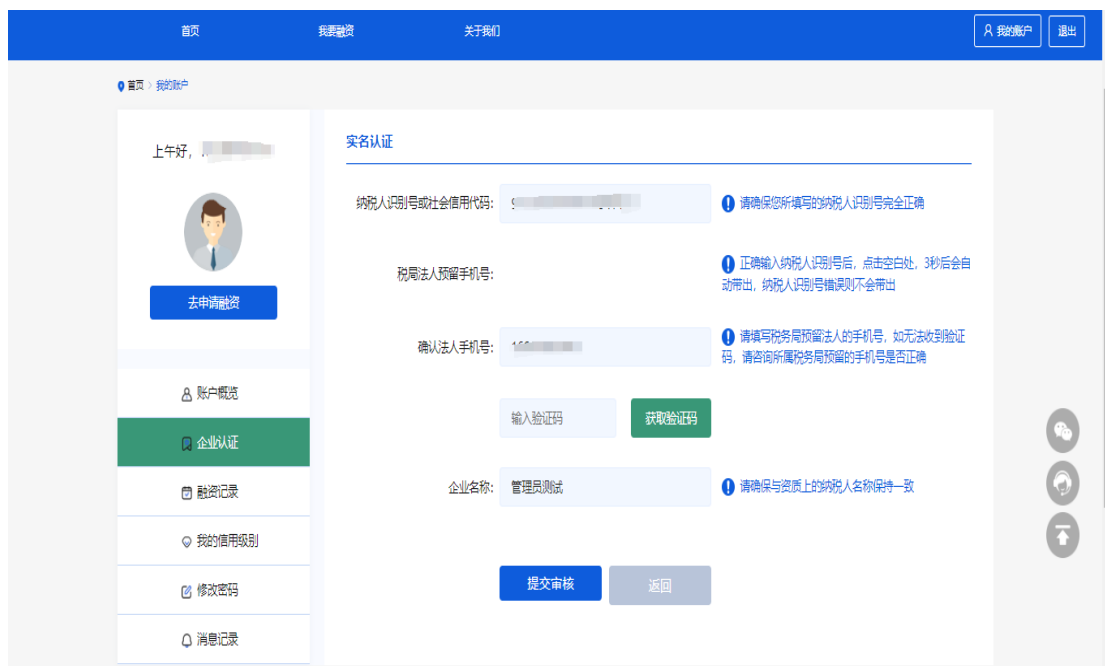 首页
我要融资
关于我们
我的账户
退出
首页 > 我的账户
上午好，
去申请融资
账户概览
企业认证
融资记录
我的信用级别
修改密码
消息记录
实名认证
纳税人识别号或社会信用代码:
请确保您所填写的纳税人识别号完全正确
税局法人预留手机号:
正确输入纳税人识别号后，点击空白处，3秒后会自
动带出，纳税人识别号错误则不会带出
确认法人手机号:
请填写税务局预留法人的手机号，如无法收到验证
码，请咨询所属税务局预留的手机号是否正确
输入验证码
获取验证码
企业名称:
管理员测试
请确保与资质上的纳税人名称保持一致
提交审核
返回